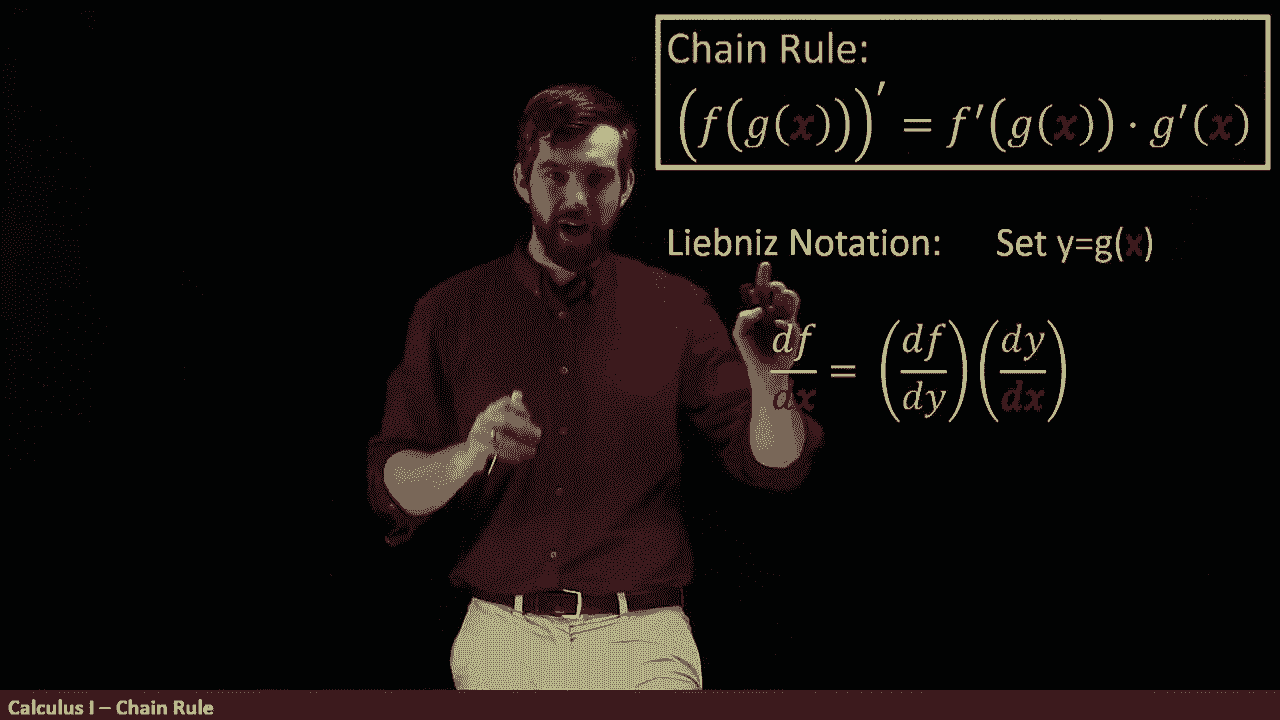 Chain Rule:
(f(g(x)))′ = f′(g(x)) · g′(x)
Liebniz Notation: Set y=g(x)
df/dx = (df/dy)(dy/dx)
Calculus I – Chain Rule